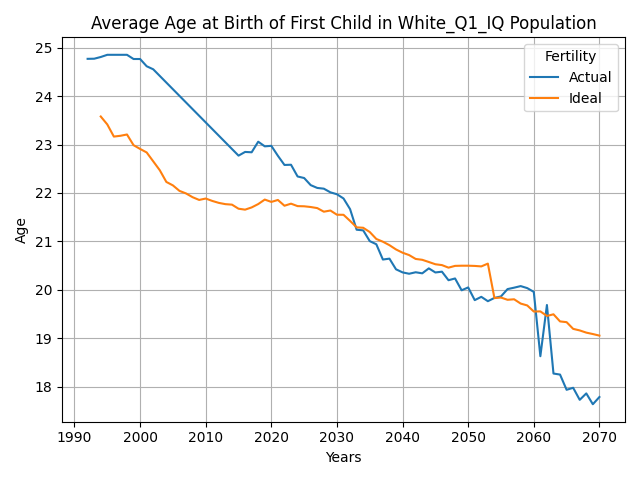 Average Age at Birth of First Child in White_Q1_IQ Population
Fertility
Actual
Ideal
Age
25
24
23
22
21
20
19
18
1990 2000 2010 2020 2030 2040 2050 2060 2070
Years